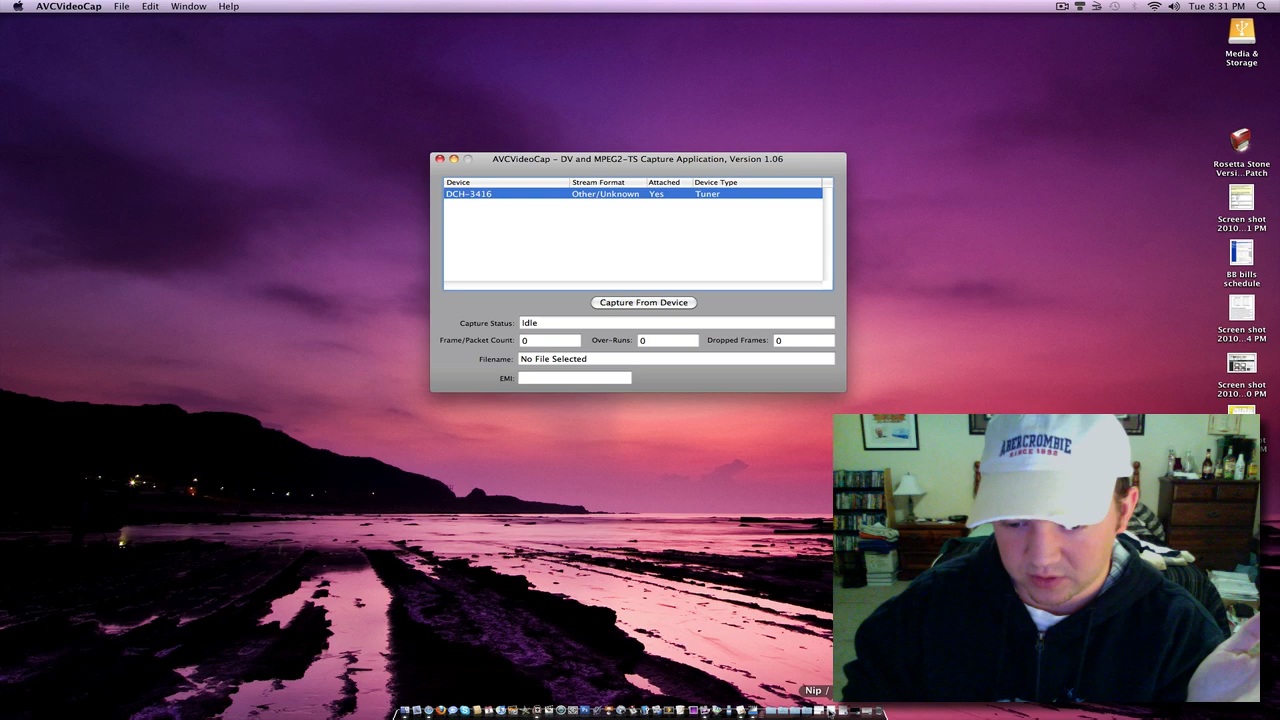 AVCVideoCap File Edit Window Help
Tue 8:31 PM
Media &
Storage
AVCVideoCap - DV and MPEG2-TS Capture Application, Version 1.06
Device Stream Format Attached Device Type
DCH-3416 Other/Unknown Yes Tuner
Rosetta Stone
Versi...Patch
Screen shot
2010...1 PM
BB bills
schedule
Capture From Device
Capture Status: Idle
Frame/Packet Count: 0 Over-Runs: 0 Dropped Frames: 0
Filename: No File Selected
EMI:
Screen shot
2010...4 PM
Screen shot
2010...0 PM
ABERCROMBIE
SINCE 1892
Nip /